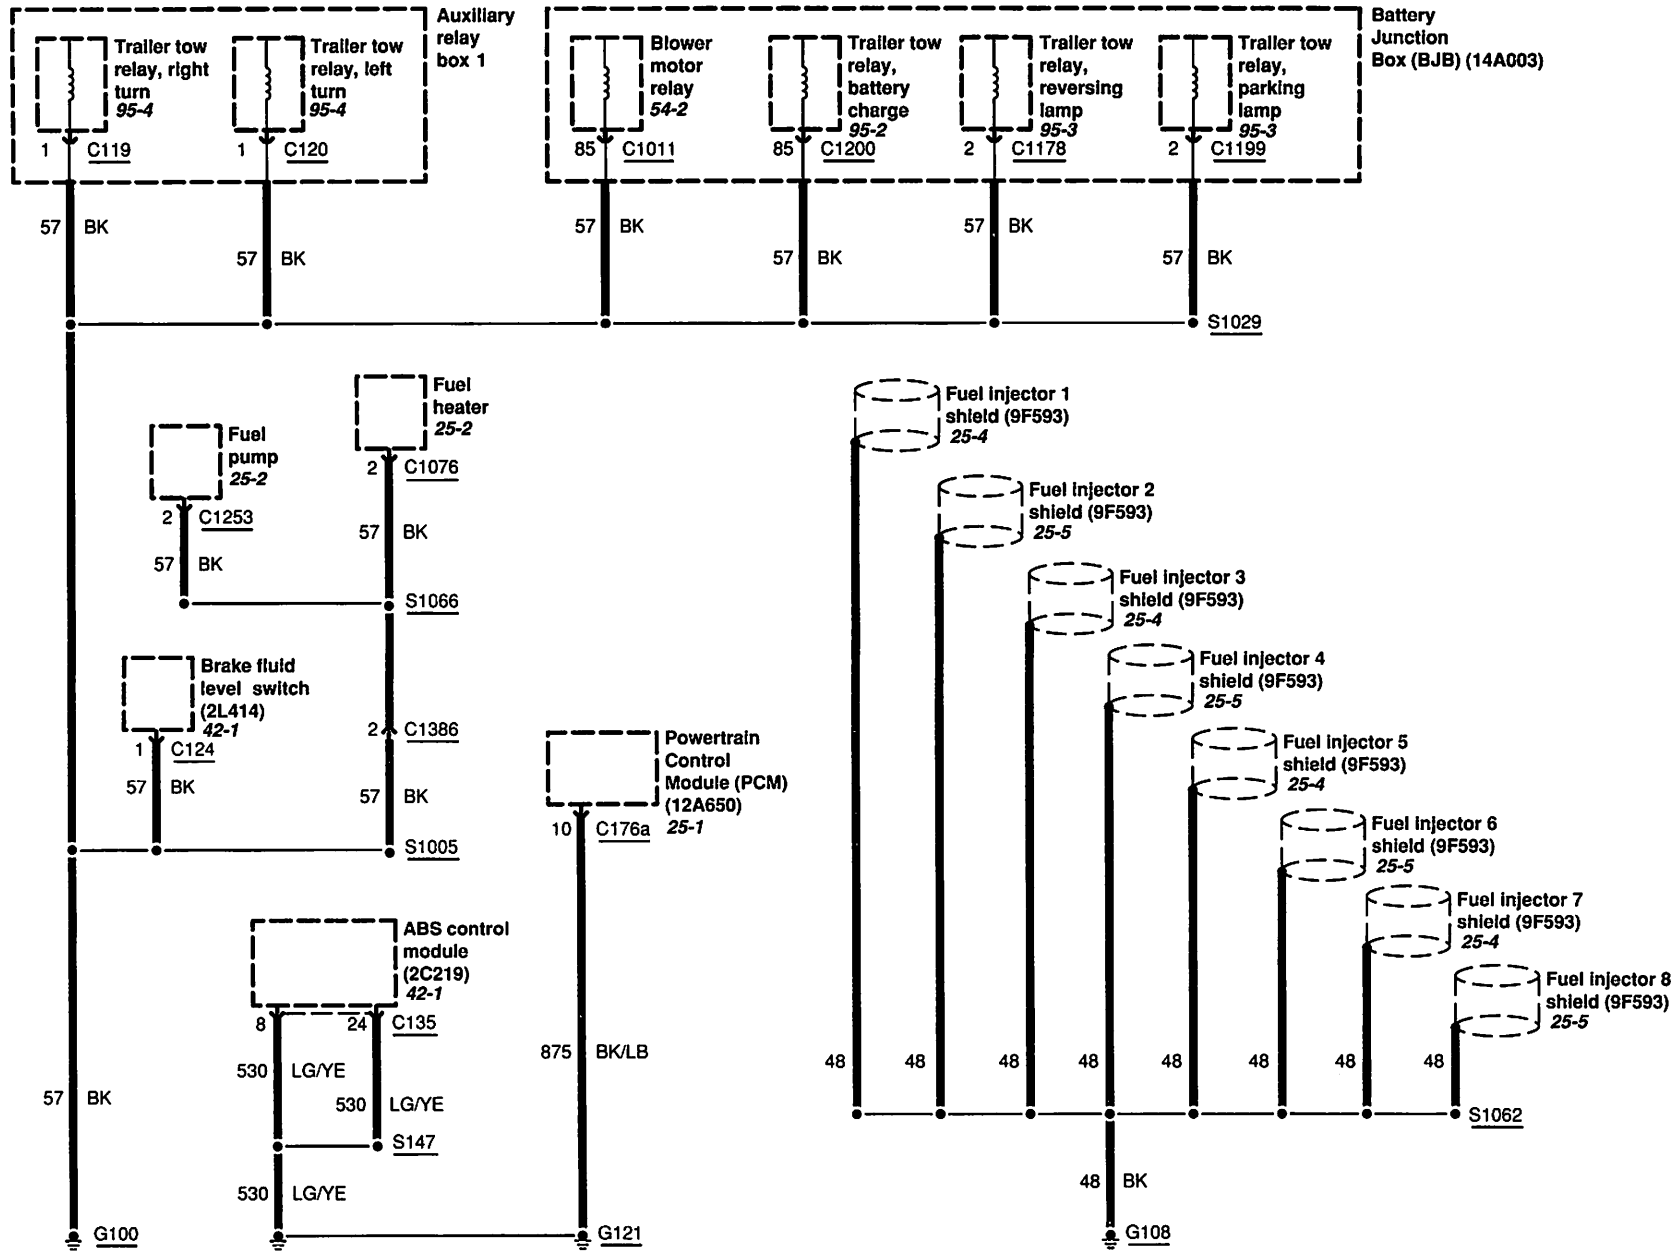 Auxiliary
relay
box 1
Trailer tow
relay, right
turn
95-4
1 C119
Trailer tow
relay, left
turn
95-4
1 C120
Battery
Junction
Box (BJB) (14A003)
Blower
motor
relay
54-2
85 C1011
Trailer tow
relay,
battery
charge
95-2
85 C1200
Trailer tow
relay,
reversing
lamp
95-3
2 C1178
Trailer tow
relay,
parking
lamp
95-3
2 C1199
57 BK
57 BK
57 BK
57 BK
57 BK
57 BK
S1029
Fuel
heater
25-2
2 C1076
57 BK
Fuel
pump
25-2
2 C1253
57 BK
S1066
Brake fluid
level switch
(2L414)
42-1
1 C124
57 BK
2 C1386
57 BK
S1005
Powertrain
Control
Module (PCM)
(12A650)
25-1
10 C176a
875 BK/LB
ABS control
module
(2C219)
42-1
8 24 C135
530 LG/YE
530 LG/YE
S147
530 LG/YE
57 BK
G100
G121
Fuel injector 1
shield (9F593)
25-4
Fuel injector 2
shield (9F593)
25-5
Fuel injector 3
shield (9F593)
25-4
Fuel injector 4
shield (9F593)
25-5
Fuel injector 5
shield (9F593)
25-4
Fuel injector 6
shield (9F593)
25-5
Fuel injector 7
shield (9F593)
25-4
Fuel injector 8
shield (9F593)
25-5
48 48 48 48 48 48 48 48
S1062
48 BK
G108